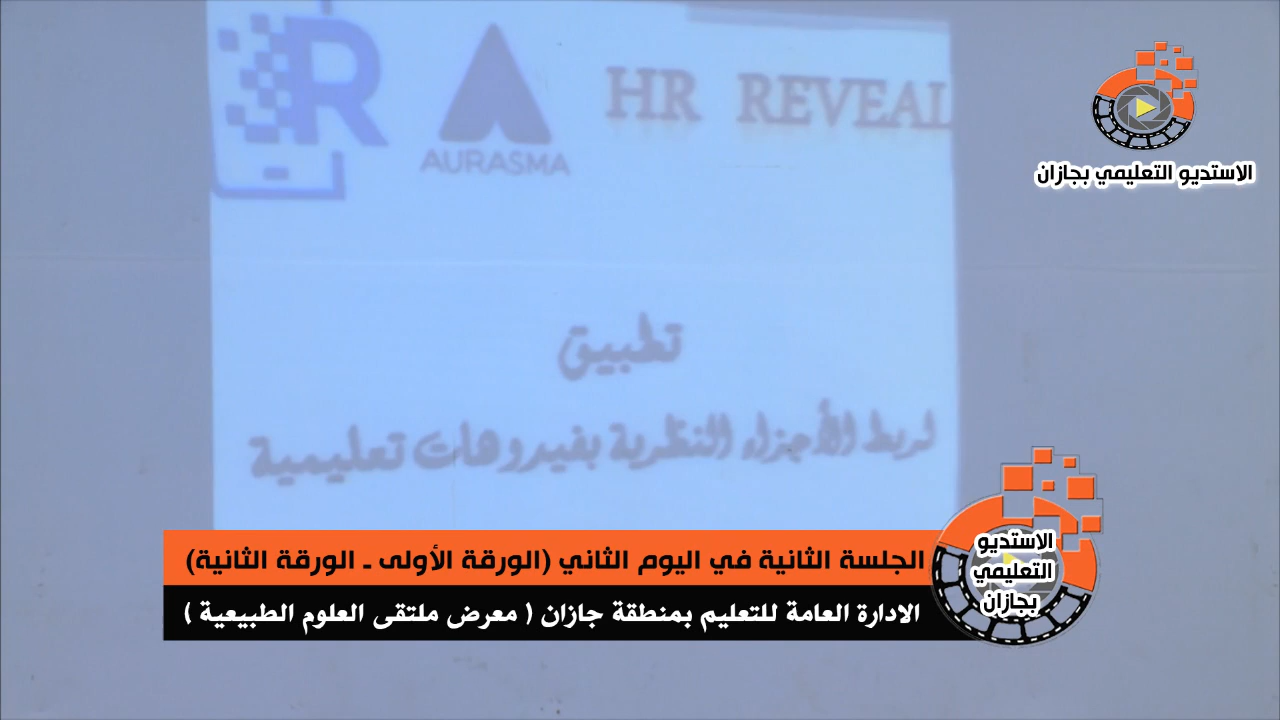 HR REVEAL
AURASMA
الاستديو التعليمي بجازان
تطبيق
لربط الأجزاء النظرية بفيديوهات تعليمية
الجلسة الثانية في اليوم الثاني (الورقة الأولى ـ الورقة الثانية)
الادارة العامة للتعليم بمنطقة جازان ( معرض ملتقى العلوم الطبيعية )
الاستديو
التعليمي
بجازان